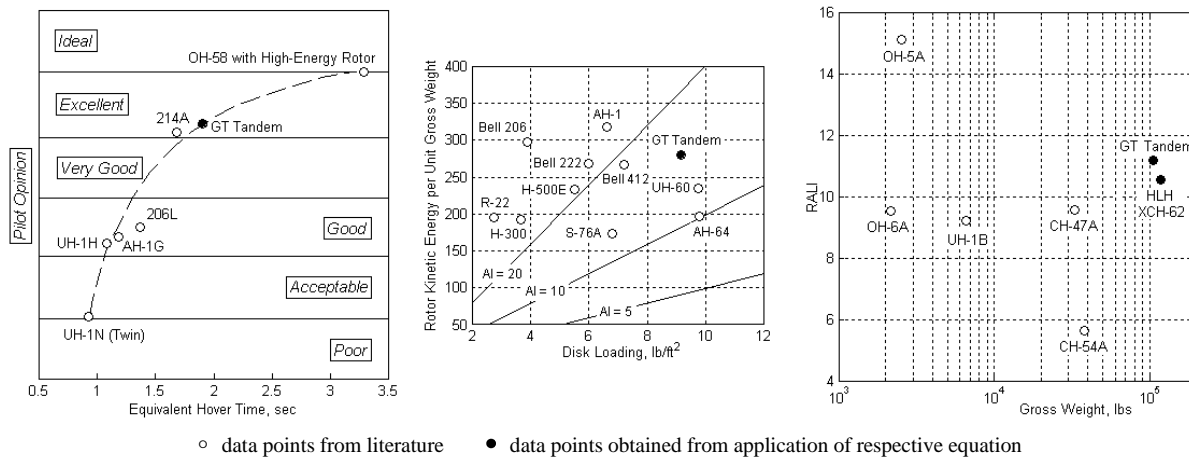 Ideal
OH-58 with High-Energy Rotor
Excellent
214A
GT Tandem
Very Good
206L
UH-1H
AH-1G
Good
Acceptable
UH-1N (Twin)
Poor
Pilot Opinion
0.5 1 1.5 2 2.5 3 3.5
Equivalent Hover Time, sec
Rotor Kinetic Energy per Unit Gross Weight
400
350
300
250
200
150
100
50
AH-1
Bell 206
GT Tandem
Bell 222
Bell 412
H-500E
UH-60
R-22
H-300
S-76A
AH-64
AI = 20
AI = 10
AI = 5
2 4 6 8 10 12
Disk Loading, lb/ft²
RALI
16
14
12
10
8
6
4
OH-5A
GT Tandem
HLH
XCH-62
OH-6A
UH-1B
CH-47A
CH-54A
10³ 10⁴ 10⁵
Gross Weight, lbs
data points from literature
data points obtained from application of respective equation